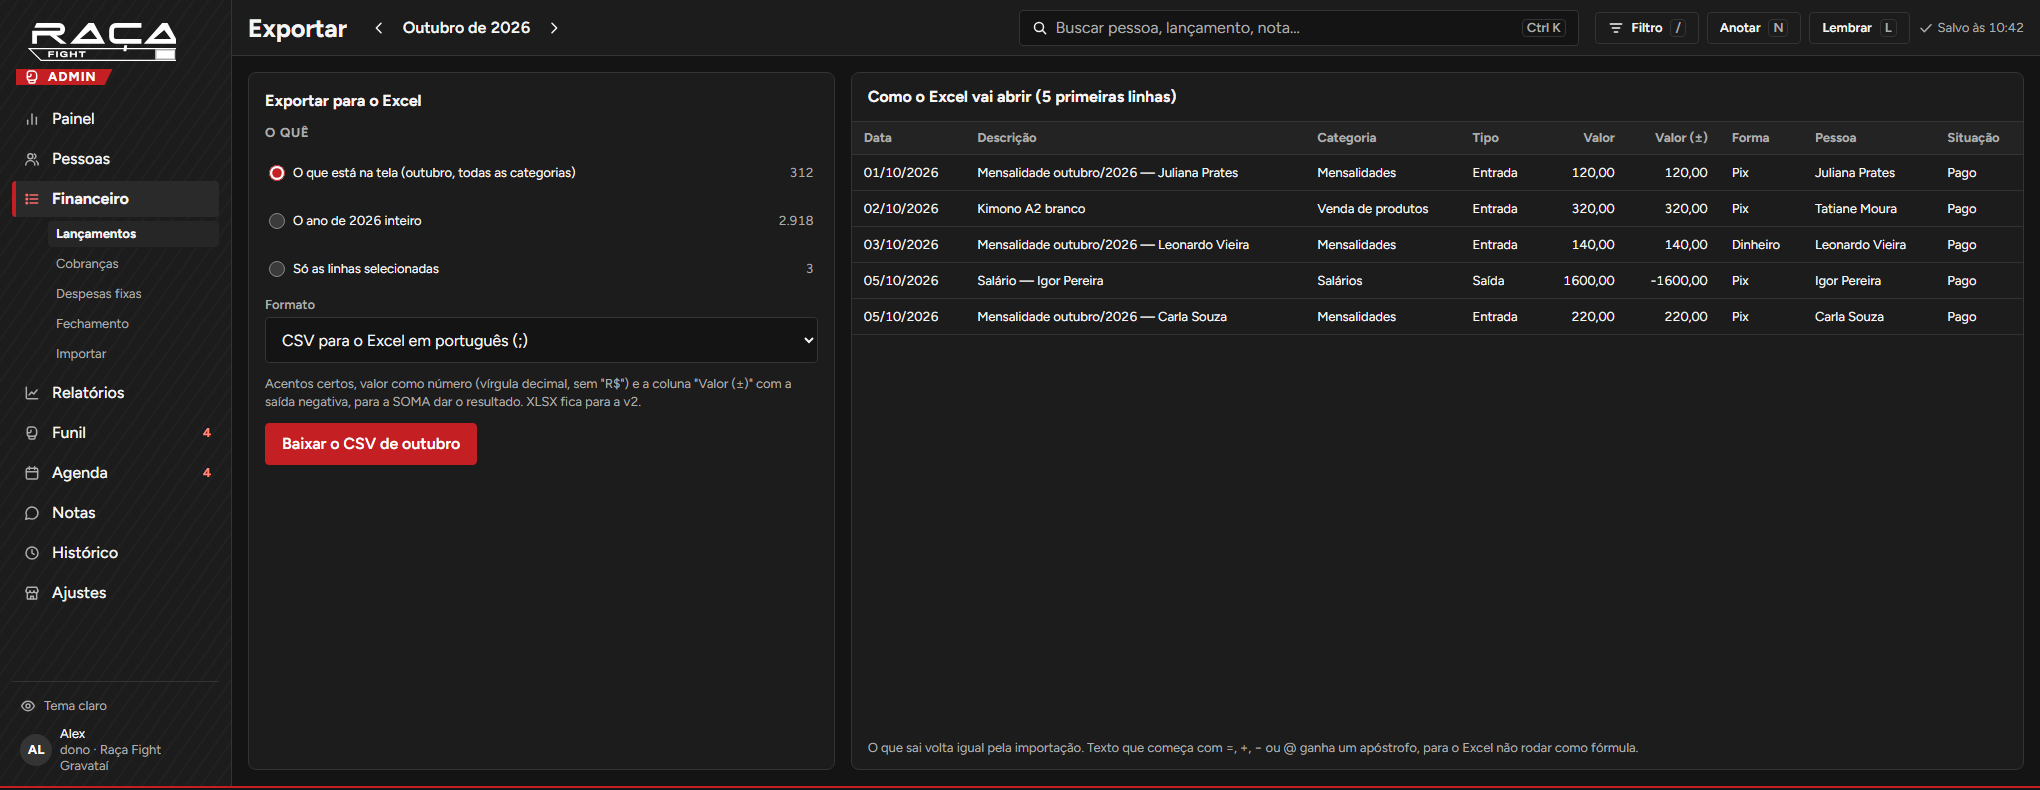 RAÇA
FIGHT
ADMIN
Painel
Pessoas
Financeiro
Lançamentos
Cobranças
Despesas fixas
Fechamento
Importar
Relatórios
Funil 4
Agenda 4
Notas
Histórico
Ajustes
Tema claro
AL
Alex
dono · Raça Fight
Gravataí
Exportar
Outubro de 2026
Buscar pessoa, lançamento, nota... Ctrl K
Filtro /
Anotar N
Lembrar L
Salvo às 10:42
Exportar para o Excel
O QUÊ
O que está na tela (outubro, todas as categorias) 312
O ano de 2026 inteiro 2.918
Só as linhas selecionadas 3
Formato
CSV para o Excel em português (;)
Acentos certos, valor como número (vírgula decimal, sem "R$") e a coluna "Valor (±)" com a
saída negativa, para a SOMA dar o resultado. XLSX fica para a v2.
Baixar o CSV de outubro
Como o Excel vai abrir (5 primeiras linhas)
Data Descrição Categoria Tipo Valor Valor (±) Forma Pessoa Situação
01/10/2026 Mensalidade outubro/2026 — Juliana Prates Mensalidades Entrada 120,00 120,00 Pix Juliana Prates Pago
02/10/2026 Kimono A2 branco Venda de produtos Entrada 320,00 320,00 Pix Tatiane Moura Pago
03/10/2026 Mensalidade outubro/2026 — Leonardo Vieira Mensalidades Entrada 140,00 140,00 Dinheiro Leonardo Vieira Pago
05/10/2026 Salário — Igor Pereira Salários Saída 1600,00 -1600,00 Pix Igor Pereira Pago
05/10/2026 Mensalidade outubro/2026 — Carla Souza Mensalidades Entrada 220,00 220,00 Pix Carla Souza Pago
O que sai volta igual pela importação. Texto que começa com =, +, − ou @ ganha um apóstrofo, para o Excel não rodar como fórmula.